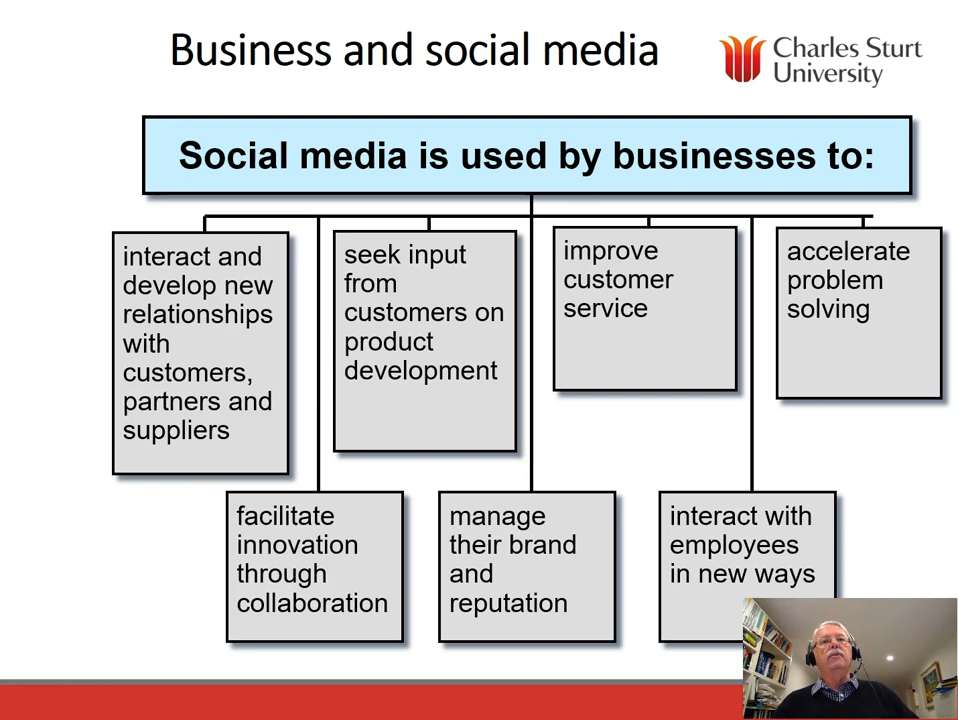 Business and social media
Charles Sturt
University
Social media is used by businesses to:
interact and
develop new
relationships
with
customers,
partners and
suppliers
seek input
from
customers on
product
development
improve
customer
service
accelerate
problem
solving
facilitate
innovation
through
collaboration
manage
their brand
and
reputation
interact with
employees
in new ways